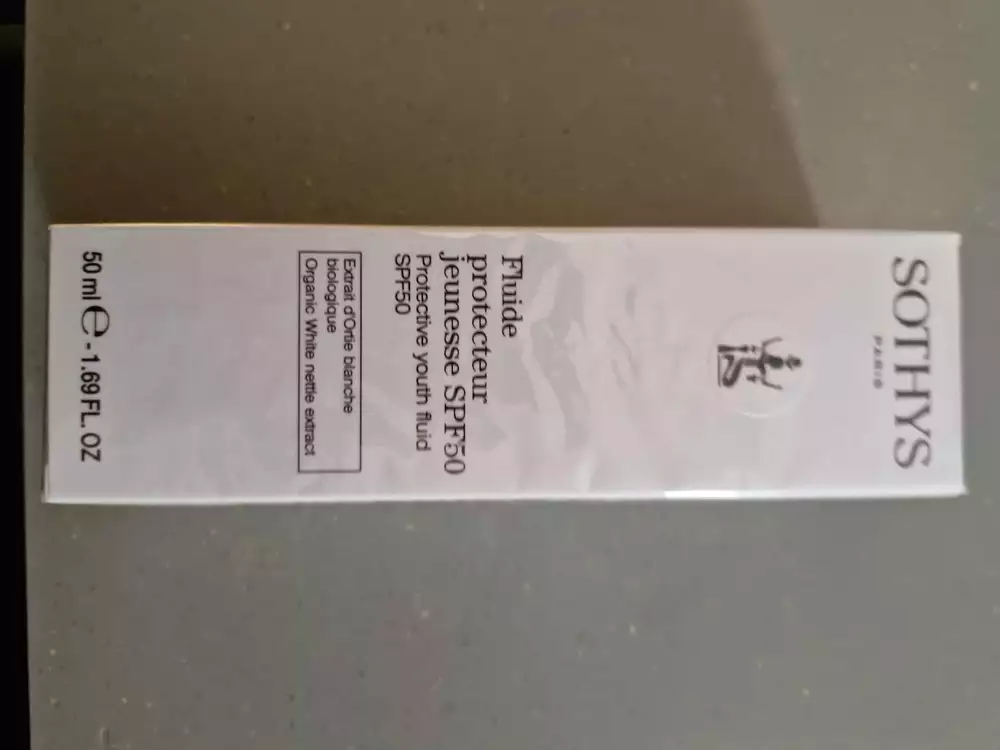 SOTHYS
PARIS
Fluide
protecteur
jeunesse SPF50
Protective youth fluid
SPF50
Extrait d'Ortie blanche
biologique
Organic White nettle extract
50 ml e - 1.69 FL. OZ